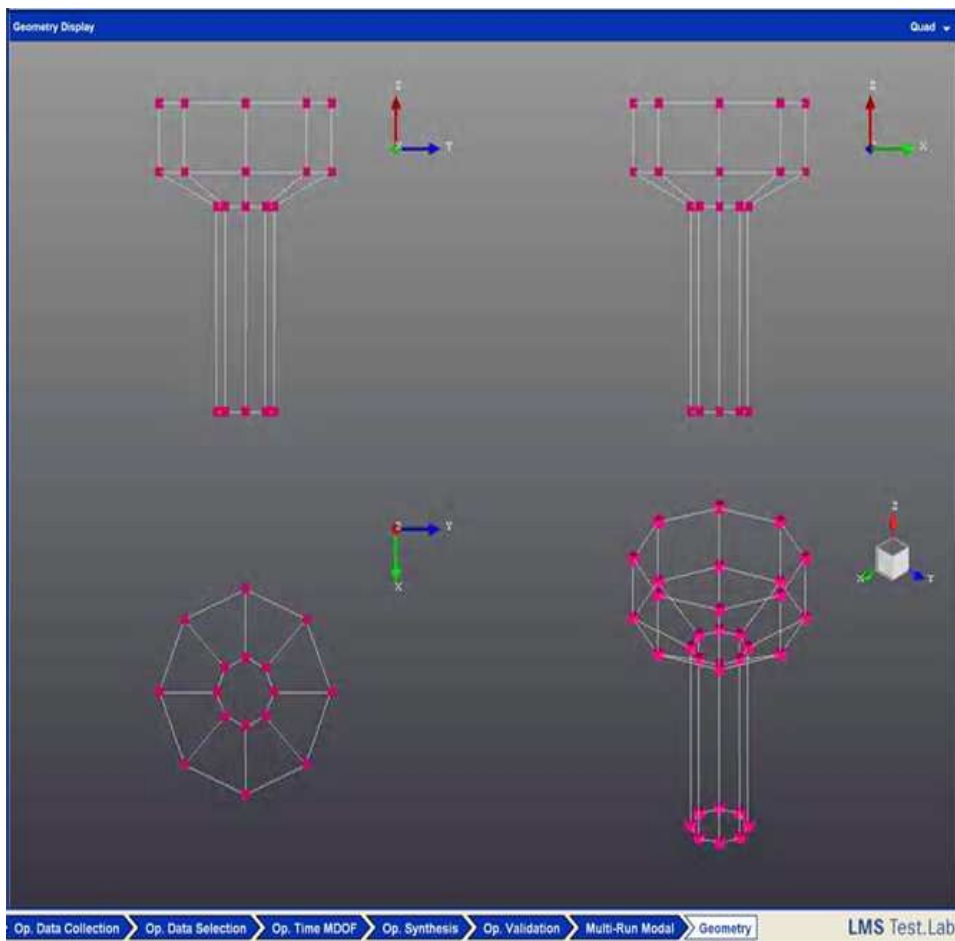 Geometry Display
Quad
Z
Y
Z
X
Z
Y
X
Z
X
Y
Op. Data Collection
Op. Data Selection
Op. Time MDOF
Op. Synthesis
Op. Validation
Multi-Run Modal
Geometry
LMS Test.Lab